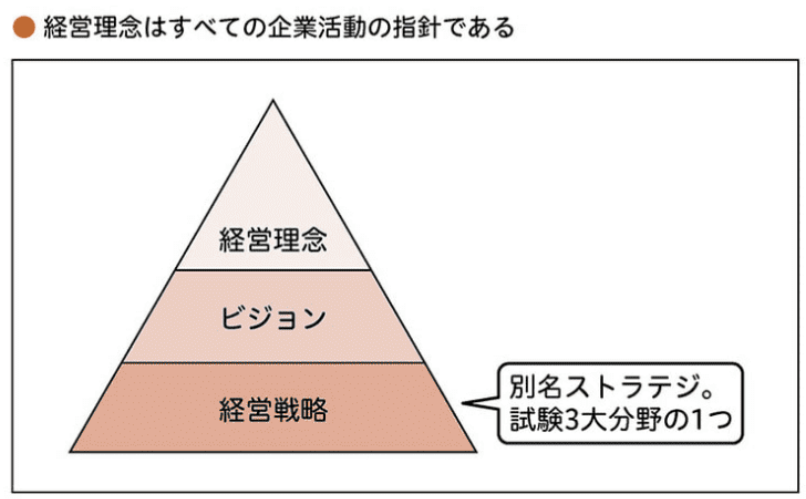 経営理念はすべての企業活動の指針である
経営理念
ビジョン
経営戦略
別名ストラテジ。
試験3大分野の1つ